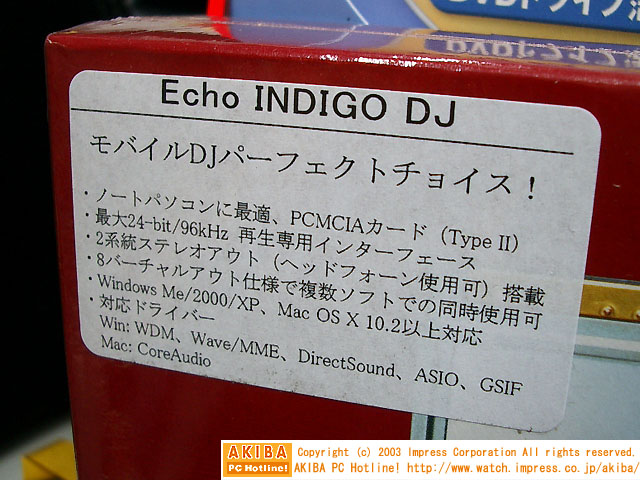 Echo INDIGO DJ
モバイルDJパーフェクトチョイス！
・ノートパソコンに最適、PCMCIAカード（Type II）
・最大24-bit/96kHz 再生専用インターフェース
・2系統ステレオアウト（ヘッドフォーン使用可）搭載
・8バーチャルアウト仕様で複数ソフトでの同時使用可
・Windows Me/2000/XP、Mac OS X 10.2以上対応
・対応ドライバー
Win: WDM、Wave/MME、DirectSound、ASIO、GSIF
Mac: CoreAudio
AKIBA PC Hotline!
Copyright (c) 2003 Impress Corporation All rights reserved.
AKIBA PC Hotline! http://www.watch.impress.co.jp/akiba/